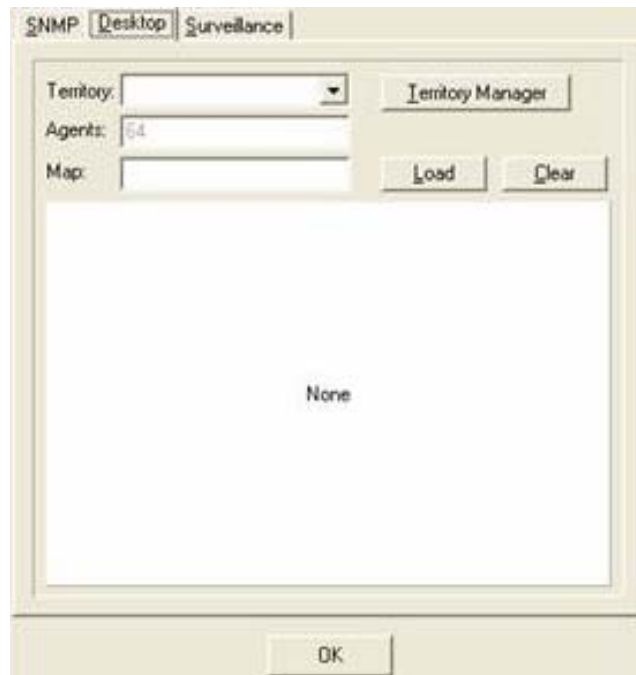 SNMP Desktop Surveillance
Territory:
Territory Manager
Agents: 64
Map:
Load Clear
None
OK